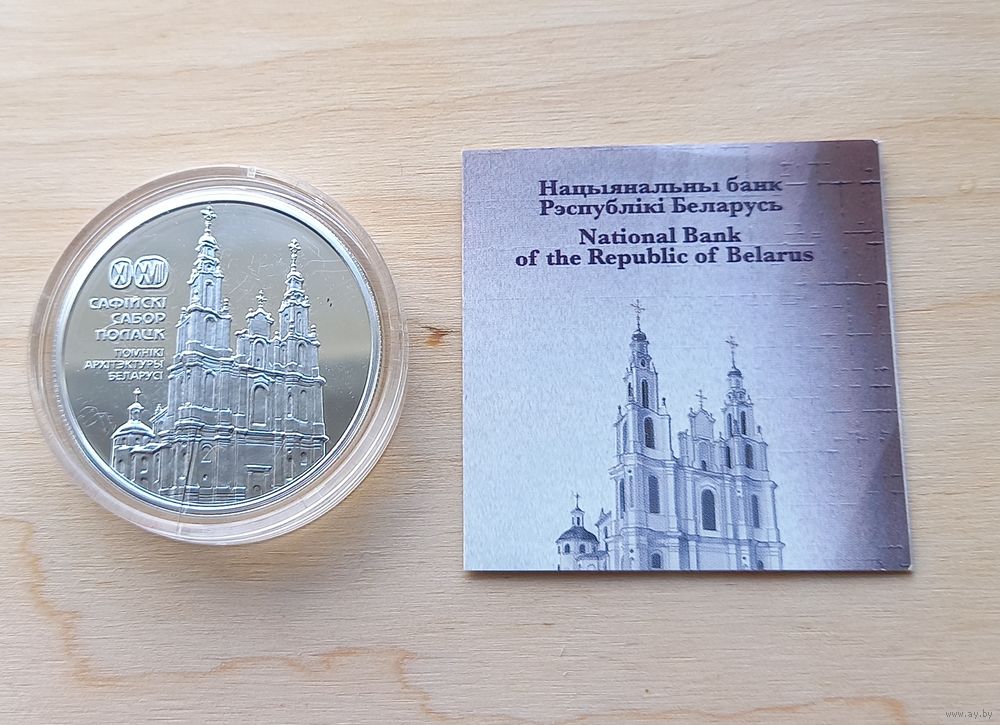 XI XVIII
САФІЙСКІ
САБОР
ПОЛАЦК
ПОМНІКІ
АРХІТЭКТУРЫ
БЕЛАРУСІ
Нацыянальны банк
Рэспублікі Беларусь
National Bank
of the Republic of Belarus
www.ay.by